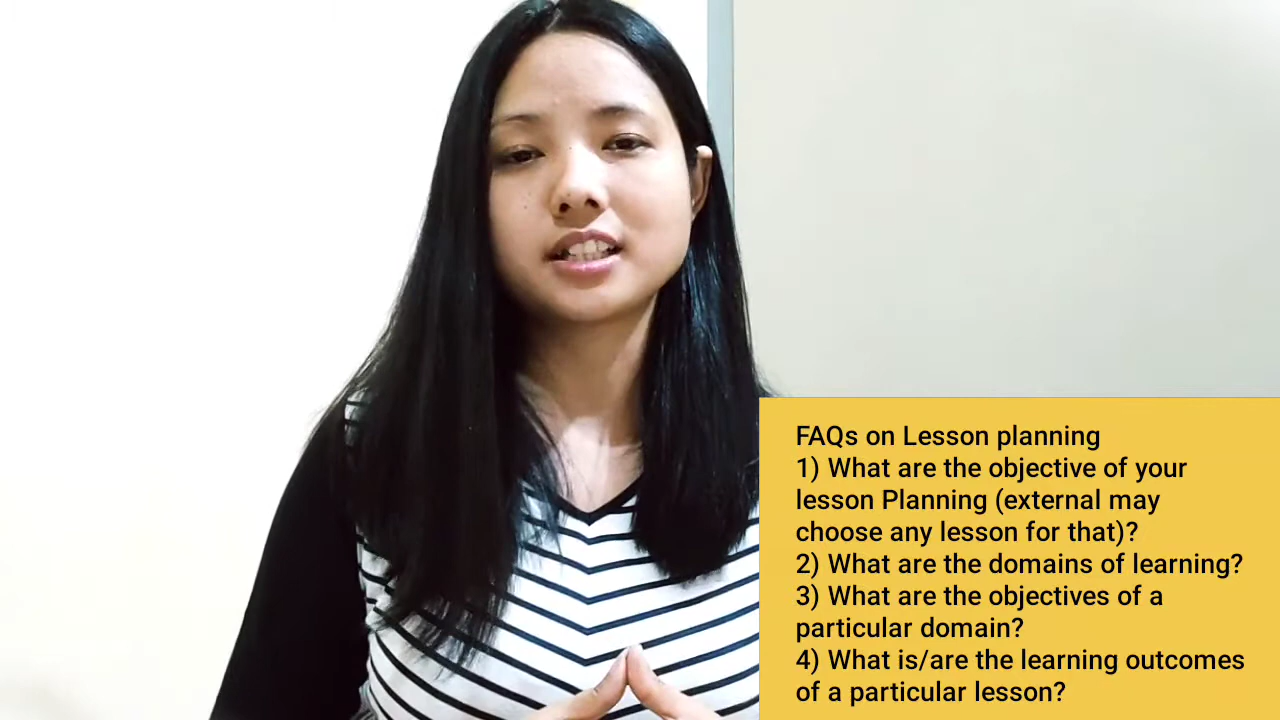 FAQs on Lesson planning
1) What are the objective of your
lesson Planning (external may
choose any lesson for that)?
2) What are the domains of learning?
3) What are the objectives of a
particular domain?
4) What is/are the learning outcomes
of a particular lesson?